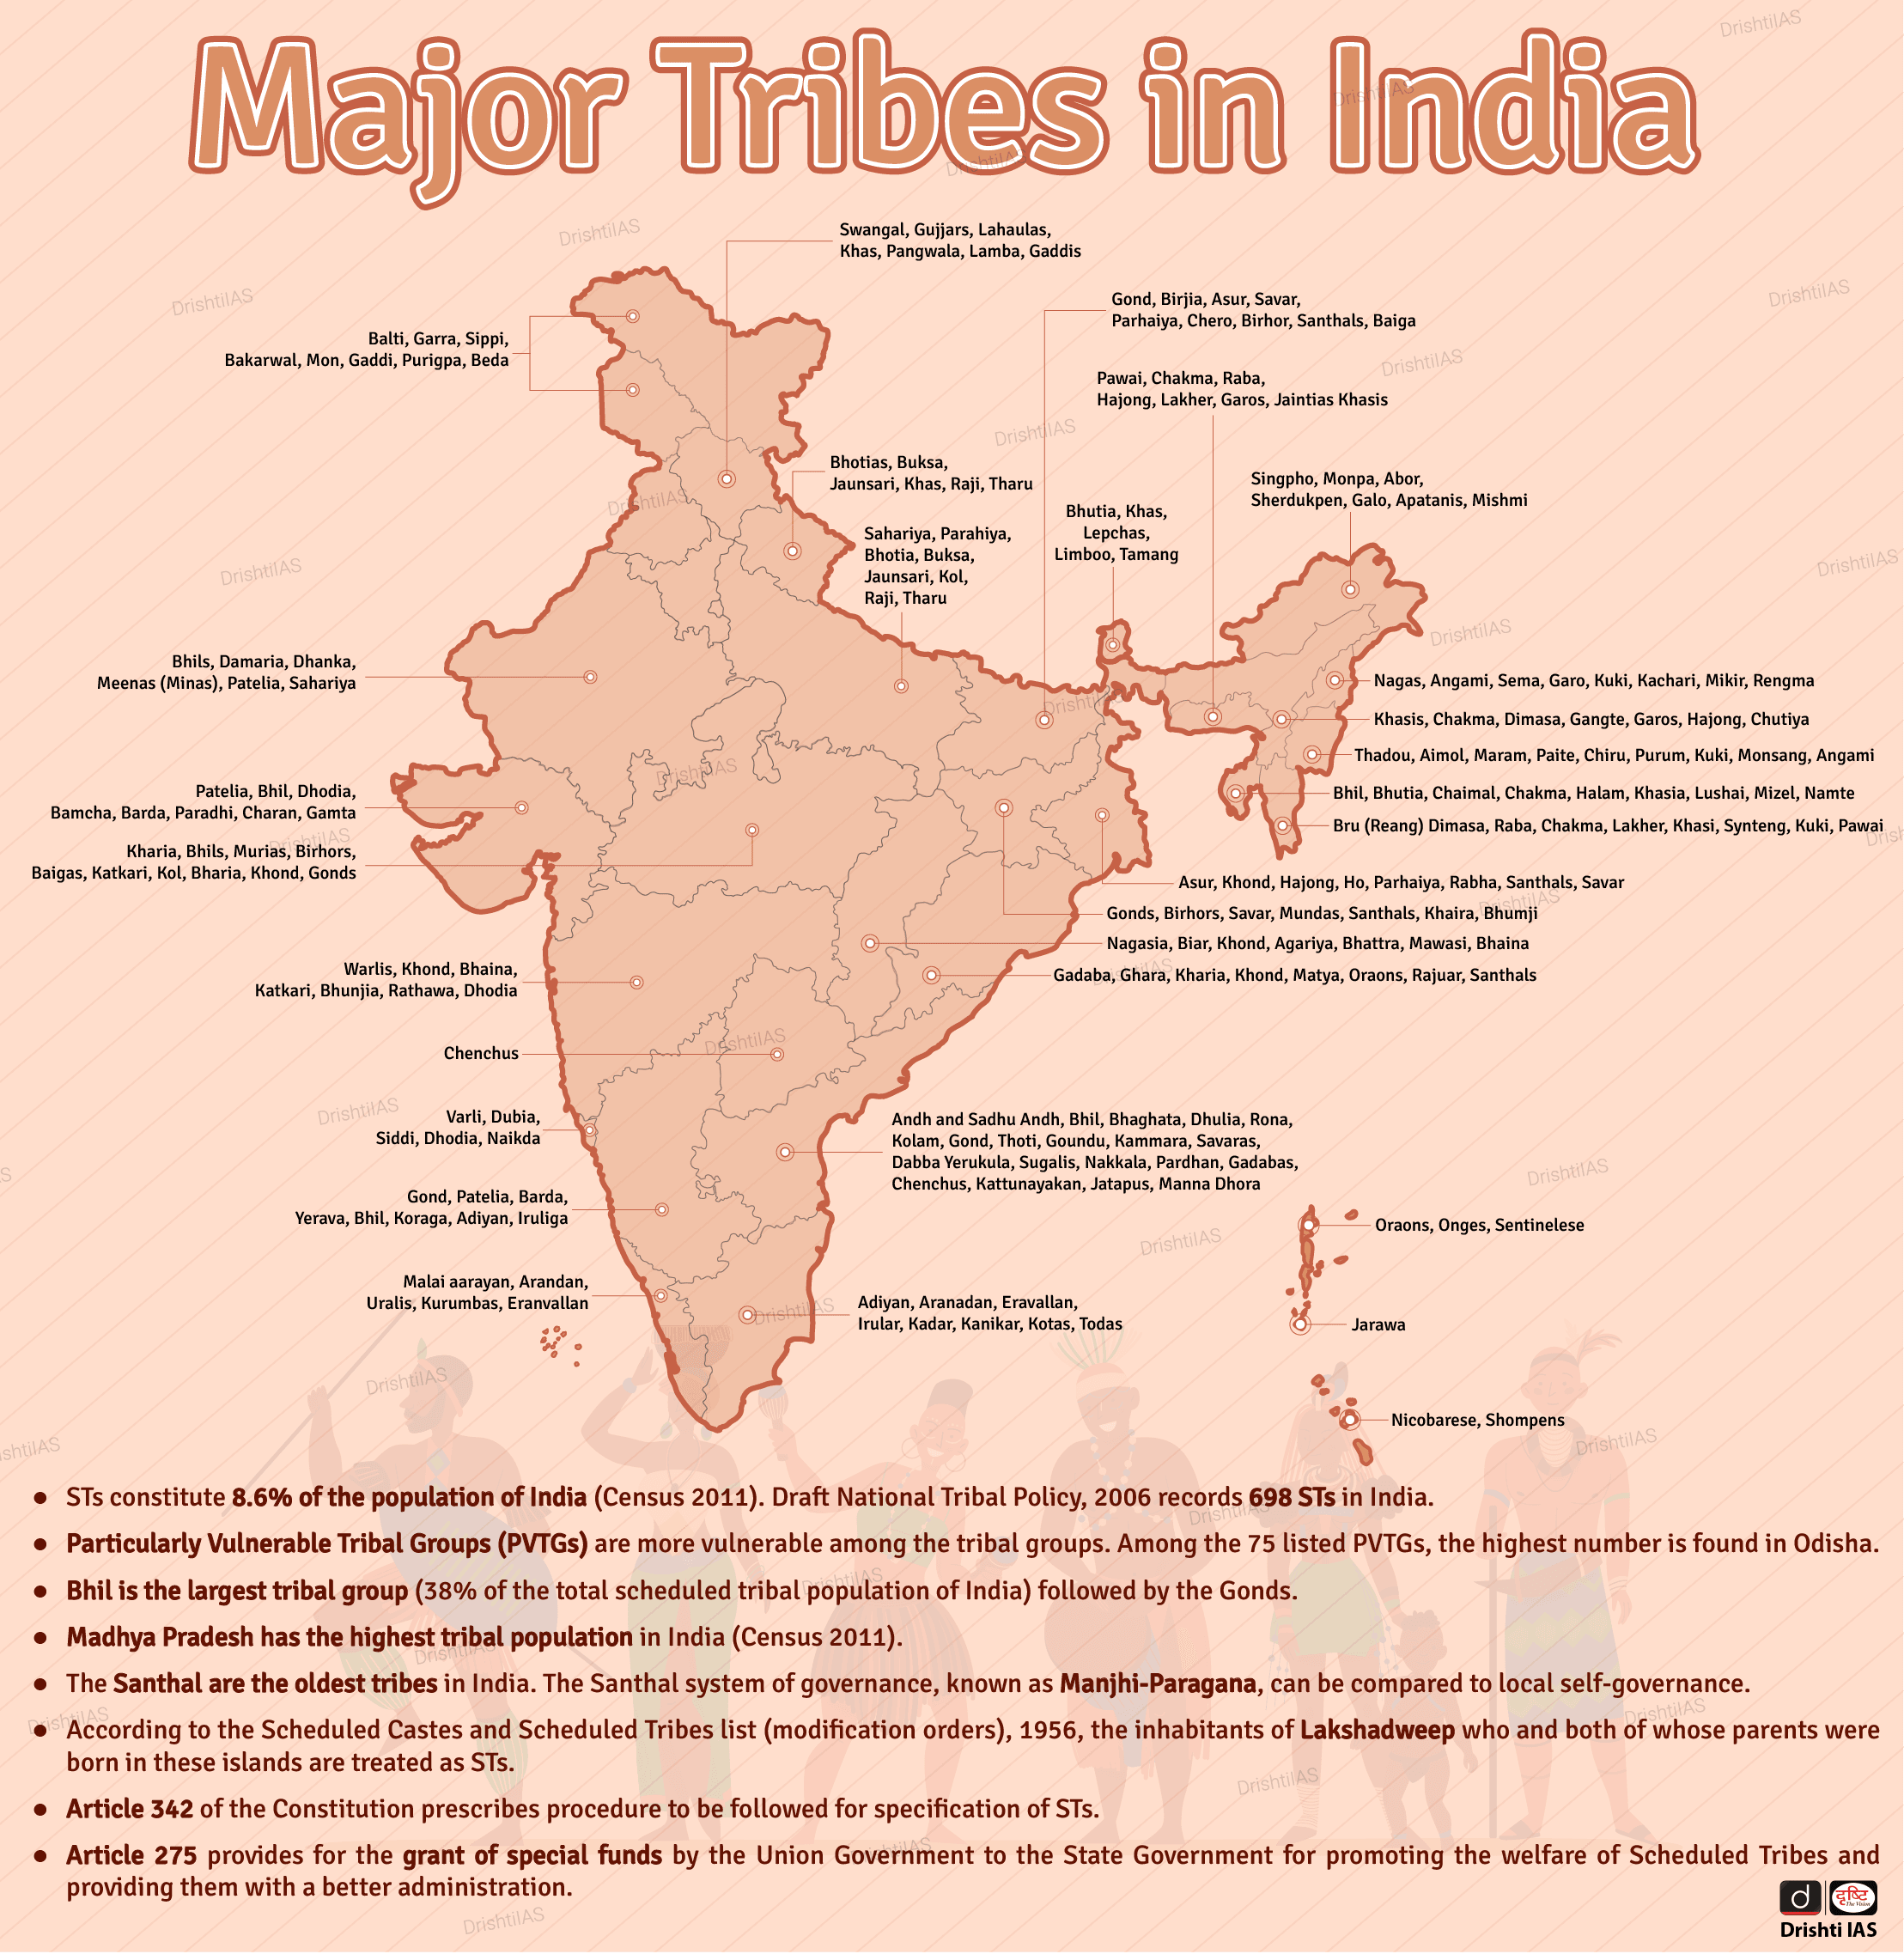 Major Tribes in India
Swangal, Gujjars, Lahaulas,
Khas, Pangwala, Lamba, Gaddis
Gond, Birjia, Asur, Savar,
Parhaiya, Chero, Birhor, Santhals, Baiga
Balti, Garra, Sippi,
Bakarwal, Mon, Gaddi, Purigpa, Beda
Pawai, Chakma, Raba,
Hajong, Lakher, Garos, Jaintias Khasis
Bhotias, Buksa,
Jaunsari, Khas, Raji, Tharu
Singpho, Monpa, Abor,
Sherdukpen, Galo, Apatanis, Mishmi
Bhutia, Khas,
Lepchas,
Limboo, Tamang
Sahariya, Parahiya,
Bhotia, Buksa,
Jaunsari, Kol,
Raji, Tharu
Bhils, Damaria, Dhanka,
Meenas (Minas), Patelia, Sahariya
Nagas, Angami, Sema, Garo, Kuki, Kachari, Mikir, Rengma
Khasis, Chakma, Dimasa, Gangte, Garos, Hajong, Chutiya
Thadou, Aimol, Maram, Paite, Chiru, Purum, Kuki, Monsang, Angami
Patelia, Bhil, Dhodia,
Bamcha, Barda, Paradhi, Charan, Gamta
Bhil, Bhutia, Chaimal, Chakma, Halam, Khasia, Lushai, Mizel, Namte
Bru (Reang) Dimasa, Raba, Chakma, Lakher, Khasi, Synteng, Kuki, Pawai
Kharia, Bhils, Murias, Birhors,
Baigas, Katkari, Kol, Bharia, Khond, Gonds
Asur, Khond, Hajong, Ho, Parhaiya, Rabha, Santhals, Savar
Gonds, Birhors, Savar, Mundas, Santhals, Khaira, Bhumji
Nagasia, Biar, Khond, Agariya, Bhattra, Mawasi, Bhaina
Gadaba, Ghara, Kharia, Khond, Matya, Oraons, Rajuar, Santhals
Warlis, Khond, Bhaina,
Katkari, Bhunjia, Rathawa, Dhodia
Chenchus
Varli, Dubia,
Siddi, Dhodia, Naikda
Andh and Sadhu Andh, Bhil, Bhaghata, Dhulia, Rona,
Kolam, Gond, Thoti, Goundu, Kammara, Savaras,
Dabba Yerukula, Sugalis, Nakkala, Pardhan, Gadabas,
Chenchus, Kattunayakan, Jatapus, Manna Dhora
Gond, Patelia, Barda,
Yerava, Bhil, Koraga, Adiyan, Iruliga
Oraons, Onges, Sentinelese
Malai aarayan, Arandan,
Uralis, Kurumbas, Eranvallan
Adiyan, Aranadan, Eravallan,
Irular, Kadar, Kanikar, Kotas, Todas
Jarawa
Nicobarese, Shompens
• STs constitute 8.6% of the population of India (Census 2011). Draft National Tribal Policy, 2006 records 698 STs in India.
• Particularly Vulnerable Tribal Groups (PVTGs) are more vulnerable among the tribal groups. Among the 75 listed PVTGs, the highest number is found in Odisha.
• Bhil is the largest tribal group (38% of the total scheduled tribal population of India) followed by the Gonds.
• Madhya Pradesh has the highest tribal population in India (Census 2011).
• The Santhal are the oldest tribes in India. The Santhal system of governance, known as Manjhi-Paragana, can be compared to local self-governance.
• According to the Scheduled Castes and Scheduled Tribes list (modification orders), 1956, the inhabitants of Lakshadweep who and both of whose parents were
born in these islands are treated as STs.
• Article 342 of the Constitution prescribes procedure to be followed for specification of STs.
• Article 275 provides for the grant of special funds by the Union Government to the State Government for promoting the welfare of Scheduled Tribes and
providing them with a better administration.
d दृष्टि
The Vision
Drishti IAS